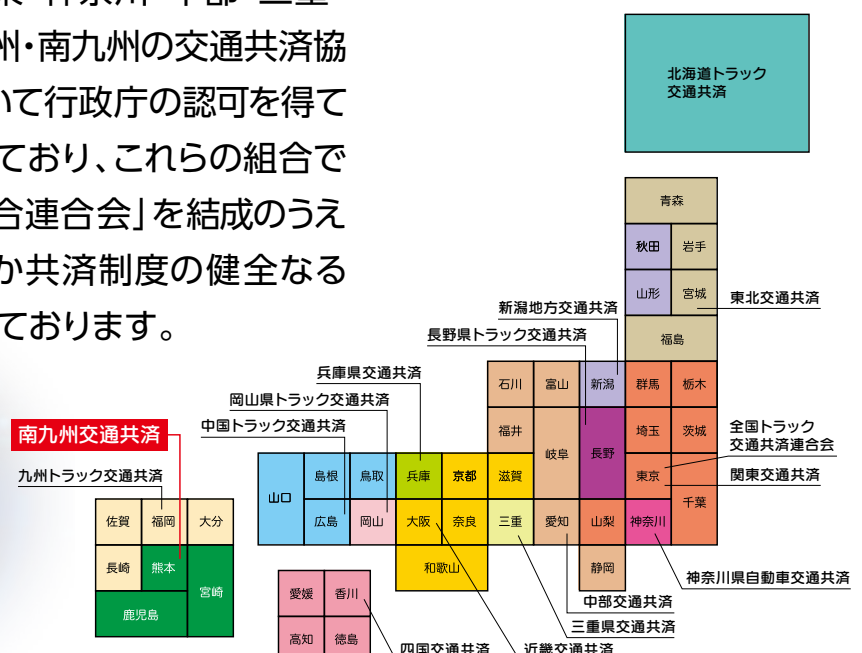 州・南九州の交通共済協
いて行政庁の認可を得て
ており、これらの組合で
合連合会」を結成のうえ
か共済制度の健全なる
ております。
北海道トラック
交通共済
青森
秋田
岩手
山形
宮城
東北交通共済
福島
新潟地方交通共済
長野県トラック交通共済
兵庫県交通共済
岡山県トラック交通共済
中国トラック交通共済
南九州交通共済
九州トラック交通共済
石川
富山
新潟
群馬
栃木
福井
岐阜
長野
埼玉
茨城
全国トラック
交通共済連合会
関東交通共済
山口
島根
鳥取
兵庫
京都
滋賀
東京
千葉
広島
岡山
大阪
奈良
三重
愛知
山梨
神奈川
和歌山
静岡
神奈川県自動車交通共済
中部交通共済
三重県交通共済
近畿交通共済
四国交通共済
佐賀
福岡
大分
長崎
熊本
宮崎
鹿児島
愛媛
香川
高知
徳島